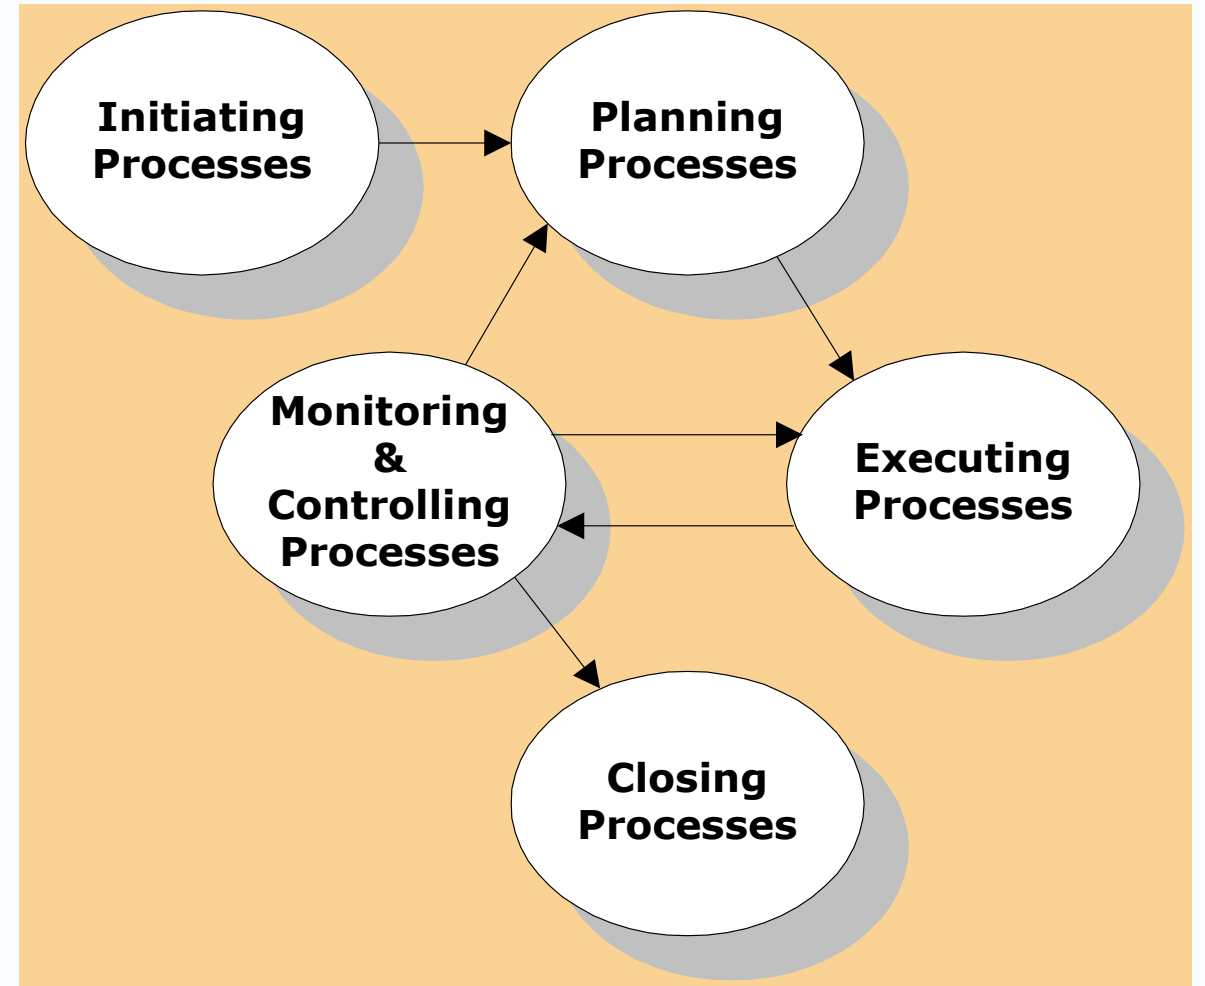 Initiating
Processes
Planning
Processes
Monitoring
&
Controlling
Processes
Executing
Processes
Closing
Processes